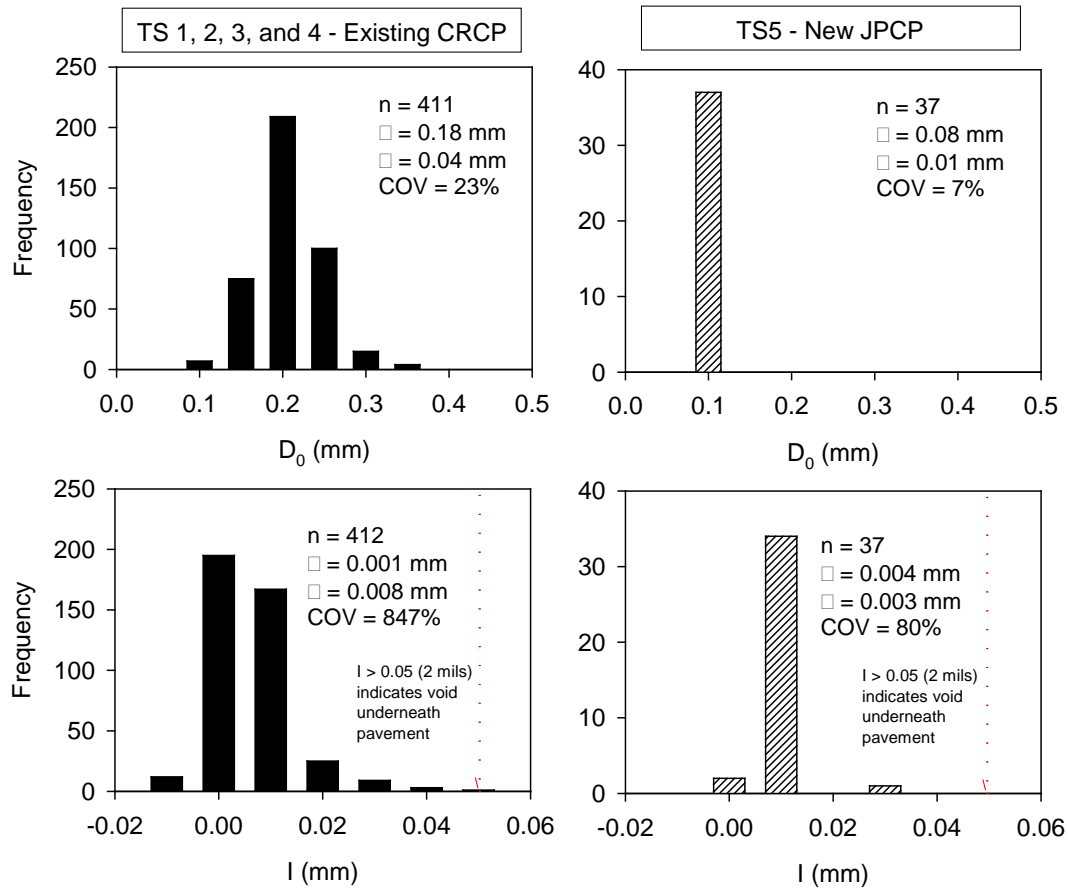 TS 1, 2, 3, and 4 - Existing CRCP
TS5 - New JPCP
250
200
150
100
50
0
Frequency
n = 411
□ = 0.18 mm
□ = 0.04 mm
COV = 23%
0.0 0.1 0.2 0.3 0.4 0.5
D₀ (mm)
40
30
20
10
0
n = 37
□ = 0.08 mm
□ = 0.01 mm
COV = 7%
0.0 0.1 0.2 0.3 0.4 0.5
D₀ (mm)
250
200
150
100
50
0
Frequency
n = 412
□ = 0.001 mm
□ = 0.008 mm
COV = 847%
I > 0.05 (2 mils)
indicates void
underneath
pavement
-0.02 0.00 0.02 0.04 0.06
I (mm)
40
30
20
10
0
n = 37
□ = 0.004 mm
□ = 0.003 mm
COV = 80%
I > 0.05 (2 mils)
indicates void
underneath
pavement
-0.02 0.00 0.02 0.04 0.06
I (mm)